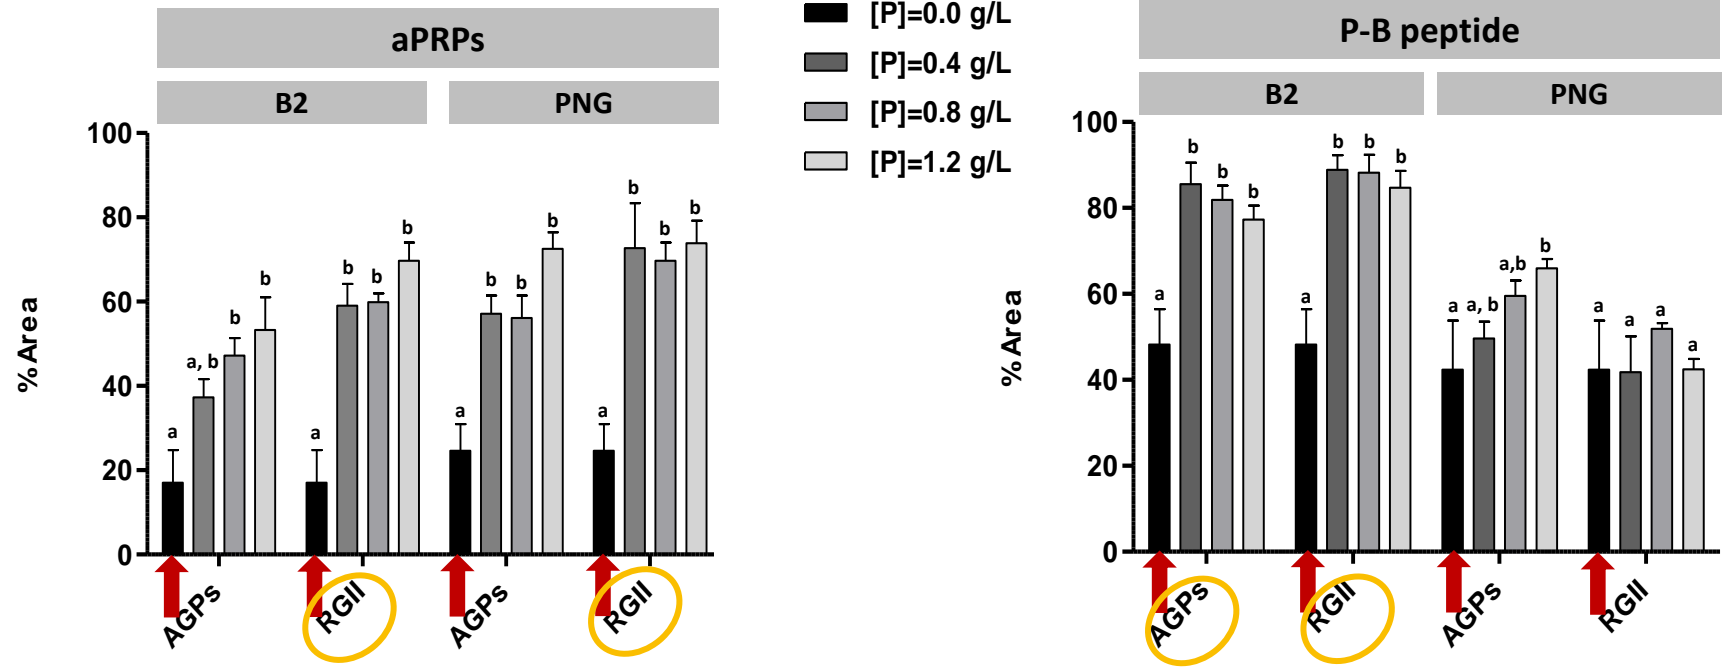 aPRPs
B2 PNG
% Area
100
80
60
40
20
0
a
a, b
b
b
a
b
b
b
a
b
b
b
a
b
b
b
AGPs
RGII
AGPs
RGII
[P]=0.0 g/L
[P]=0.4 g/L
[P]=0.8 g/L
[P]=1.2 g/L
P-B peptide
B2 PNG
% Area
100
80
60
40
20
0
a
b
b
b
a
b
b
b
a
a, b
a,b
b
a
a
a
a
AGPs
RGII
AGPs
RGII